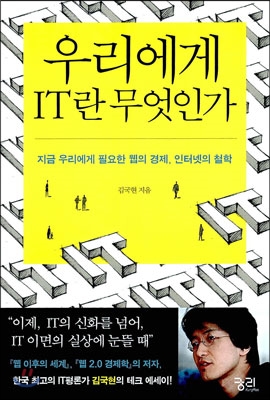 우리에게
IT란 무엇인가
지금 우리에게 필요한 웹의 경제, 인터넷의 철학
김국현 지음
IT
IT
IT
“이제, IT의 신화를 넘어,
IT 이면의 실상에 눈뜰 때”
『웹 이후의 세계』, 『웹 2.0 경제학』의 저자,
한국 최고의 IT평론가 김국현의 테크 에세이!
궁리